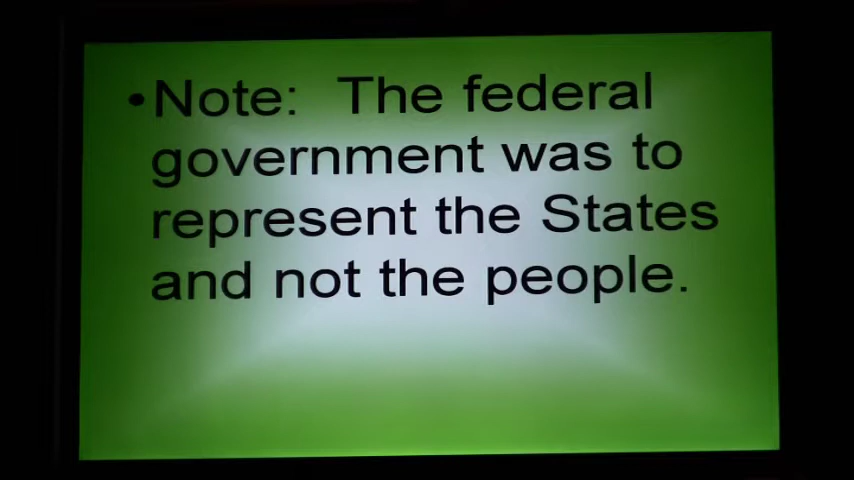 •Note: The federal
government was to
represent the States
and not the people.